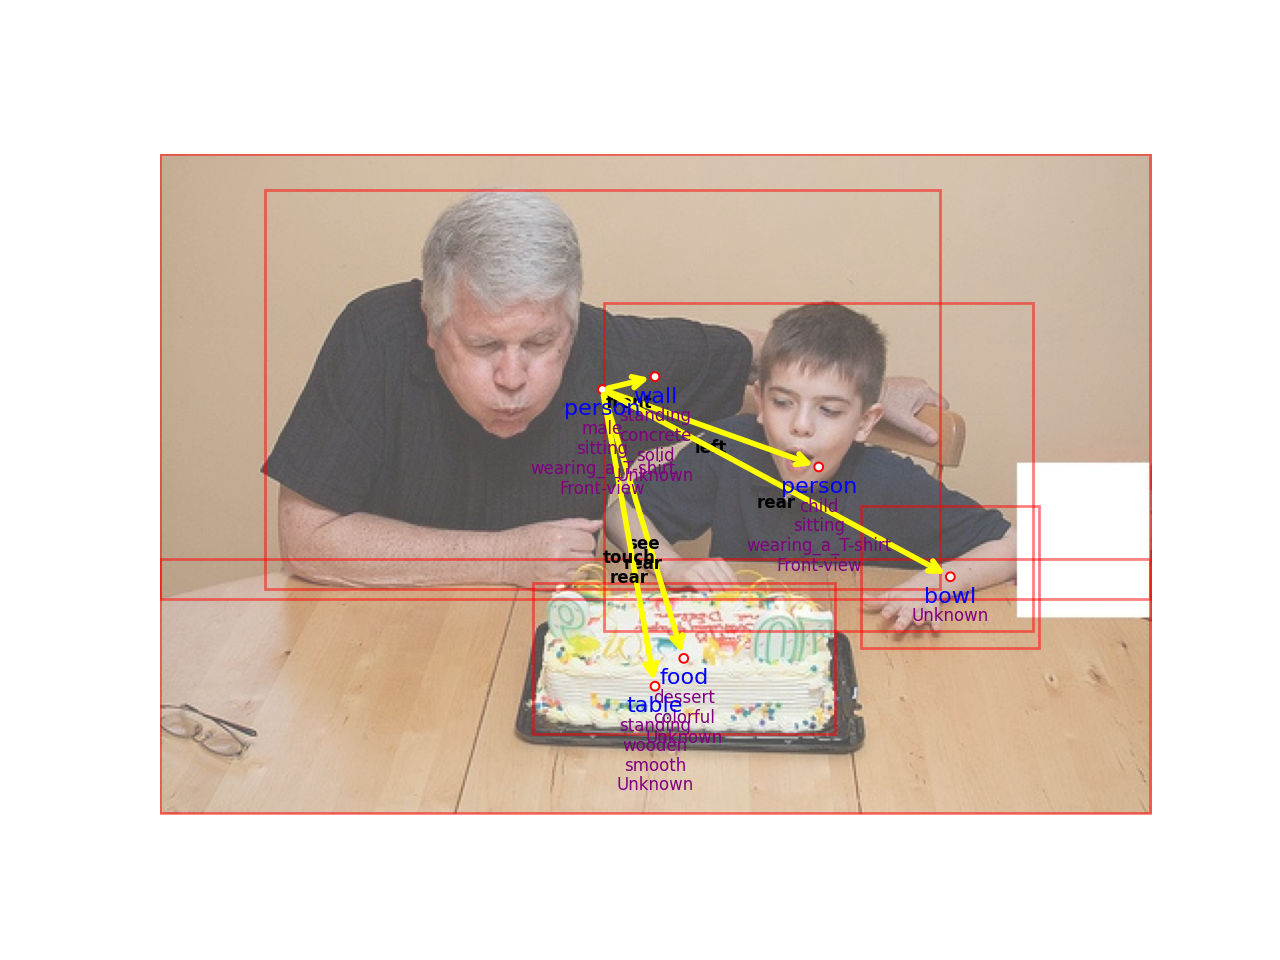 wall
front
person
standing
male
concrete
left
sitting
solid
wearing_a_T-shirt
Unknown
Front-view
person
rear
child
sitting
wearing_a_T-shirt
Front-view
see
touch
rear
rear
bowl
Unknown
food
dessert
table
colorful
standing
Unknown
wooden
smooth
Unknown